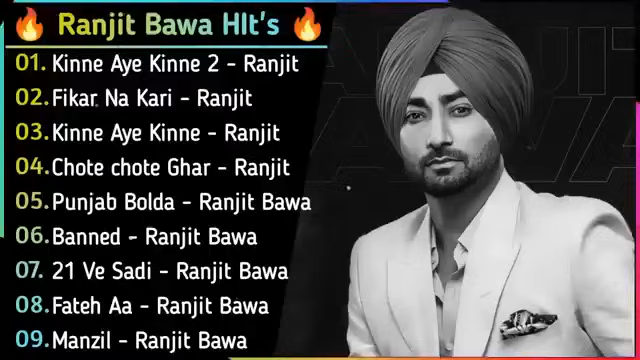 🔥 Ranjit Bawa HIt's 🔥
01. Kinne Aye Kinne 2 - Ranjit
02. Fikar Na Kari - Ranjit
03. Kinne Aye Kinne - Ranjit
04. Chote chote Ghar - Ranjit
05. Punjab Bolda - Ranjit Bawa
06. Banned - Ranjit Bawa
07. 21 Ve Sadi - Ranjit Bawa
08. Fateh Aa - Ranjit Bawa
09. Manzil - Ranjit Bawa